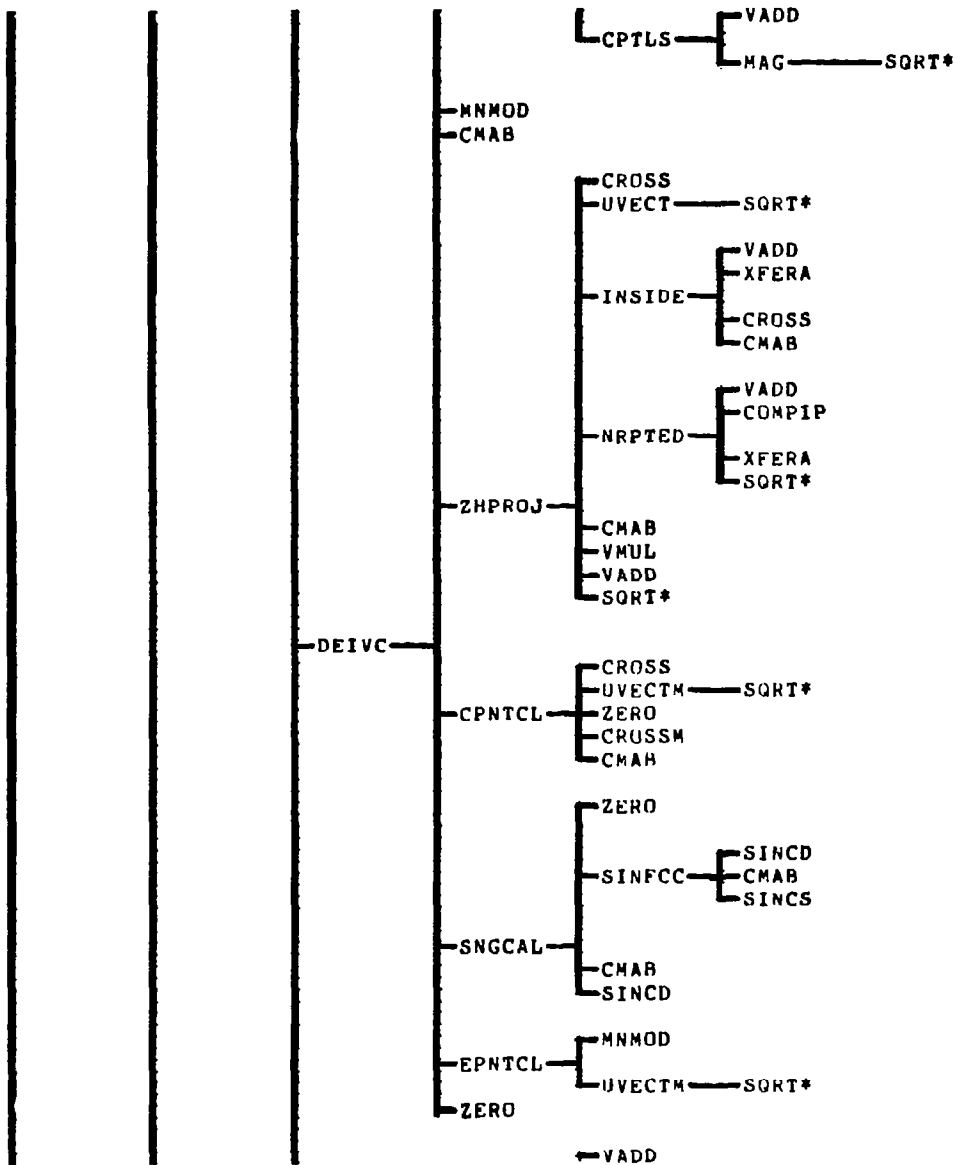 VADD
CPTLS
MAG SQRT*
MNMOD
CMAB
CROSS
UVECT SQRT*
VADD
XFERA
INSIDE
CROSS
CMAB
VADD
COMPIP
NRPTED
XFERA
SQRT*
ZHPROJ
CMAB
VMUL
VADD
SQRT*
DEIVC
CROSS
UVECTM SQRT*
CPNTCL ZERO
CROSSM
CMAB
ZERO
SINCD
SINFCC CMAB
SINCS
SNGCAL
CMAB
SINCD
MNMOD
EPNTCL
UVECTM SQRT*
ZERO
VADD